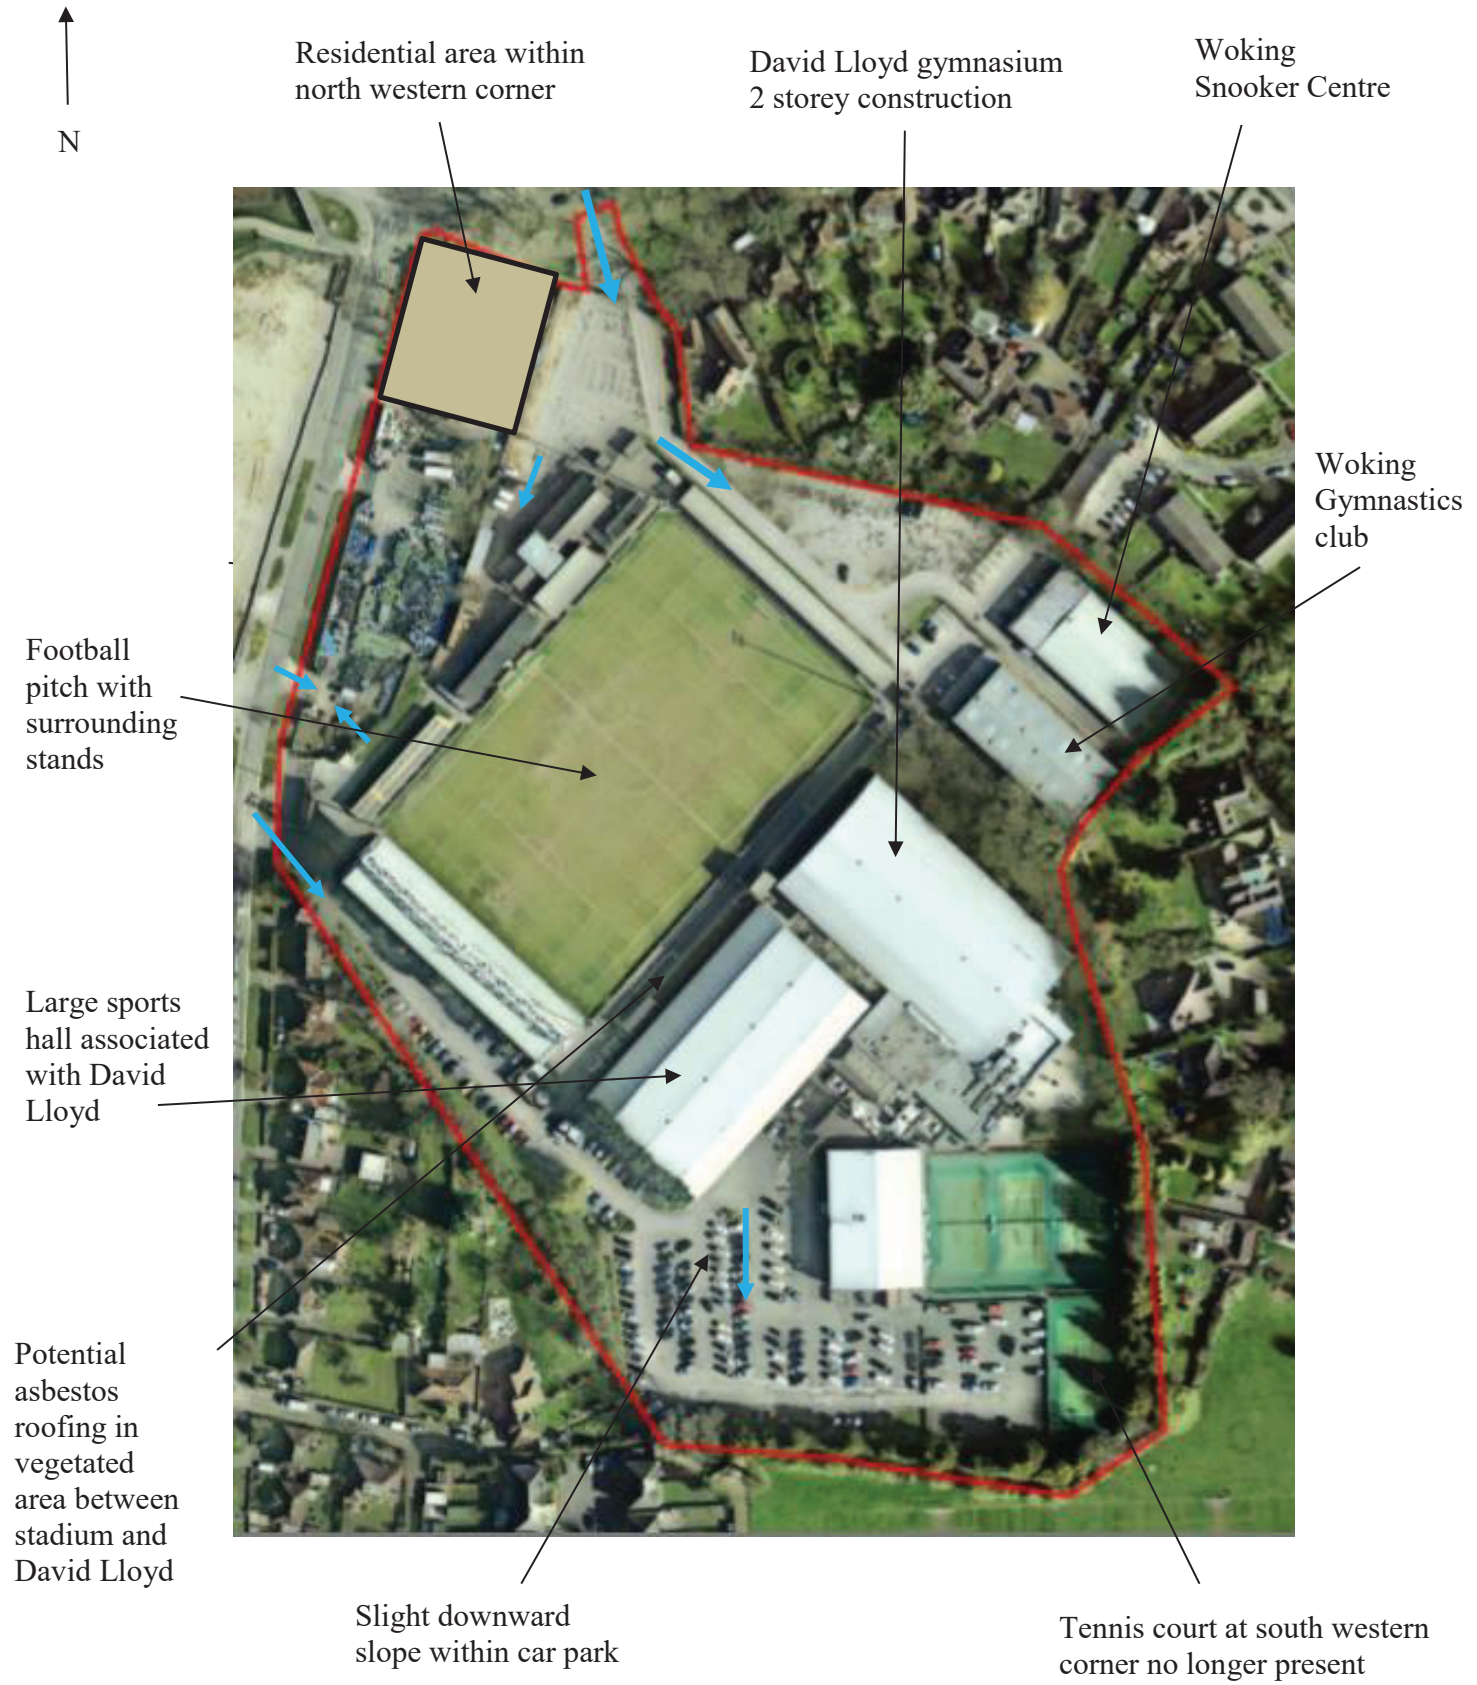 Residential area within
north western corner
David Lloyd gymnasium
2 storey construction
Woking
Snooker Centre
N
Woking
Gymnastics
club
Football
pitch with
surrounding
stands
Large sports
hall associated
with David
Lloyd
Potential
asbestos
roofing in
vegetated
area between
stadium and
David Lloyd
Slight downward
slope within car park
Tennis court at south western
corner no longer present